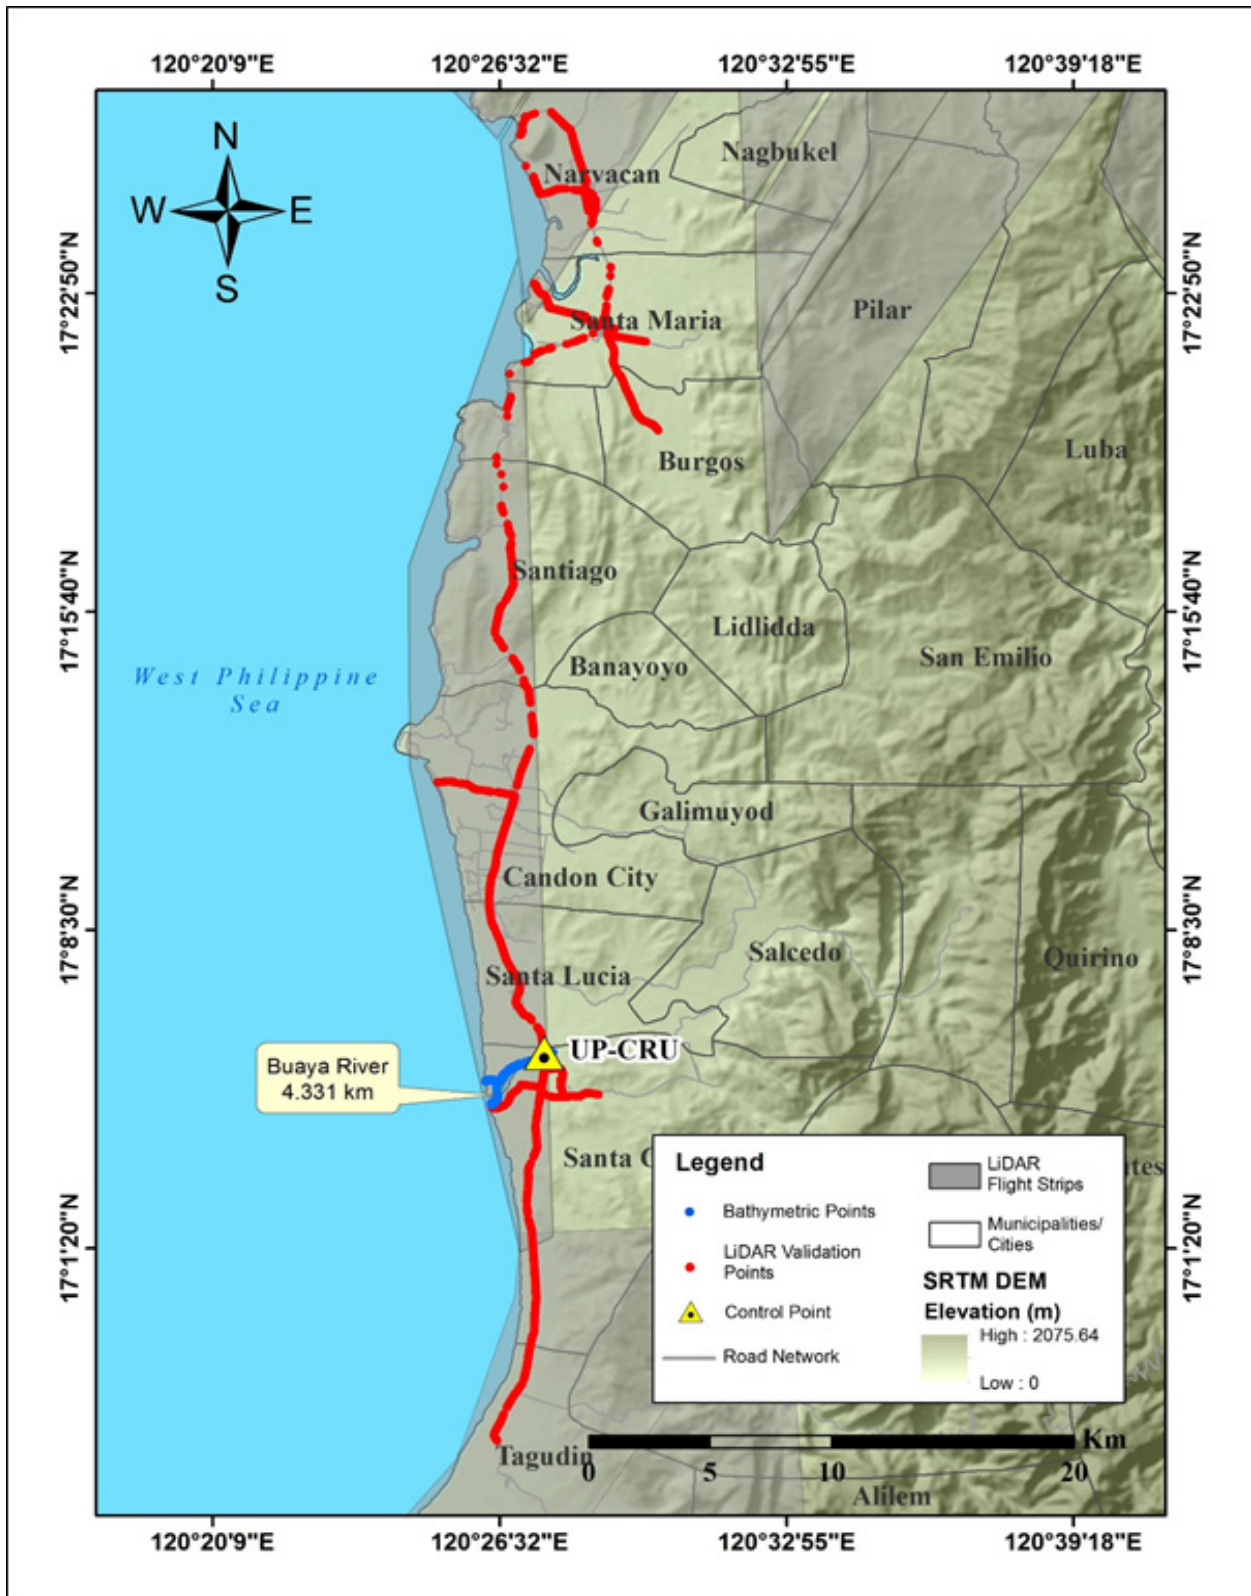 120°20'9"E 120°26'32"E 120°32'55"E 120°39'18"E
N
W E
S
Narvacan
Nagbukel
17°22'50"N
17°22'50"N
Santa Maria
Pilar
Burgos
Luba
Santiago
17°15'40"N
17°15'40"N
Lidlidda
Banayoyo
San Emilio
West Philippine
Sea
Galimuyod
Candon City
17°8'30"N
17°8'30"N
Salcedo
Quirino
Santa Lucia
UP-CRU
Buaya River
4.331 km
Santa C
tes
Legend
Bathymetric Points
LiDAR Validation
Points
Control Point
Road Network
LiDAR
Flight Strips
Municipalities/
Cities
SRTM DEM
Elevation (m)
High : 2075.64
Low : 0
17°1'20"N
17°1'20"N
Tagudin
Km
0 5 10 20
Alilem
120°20'9"E 120°26'32"E 120°32'55"E 120°39'18"E